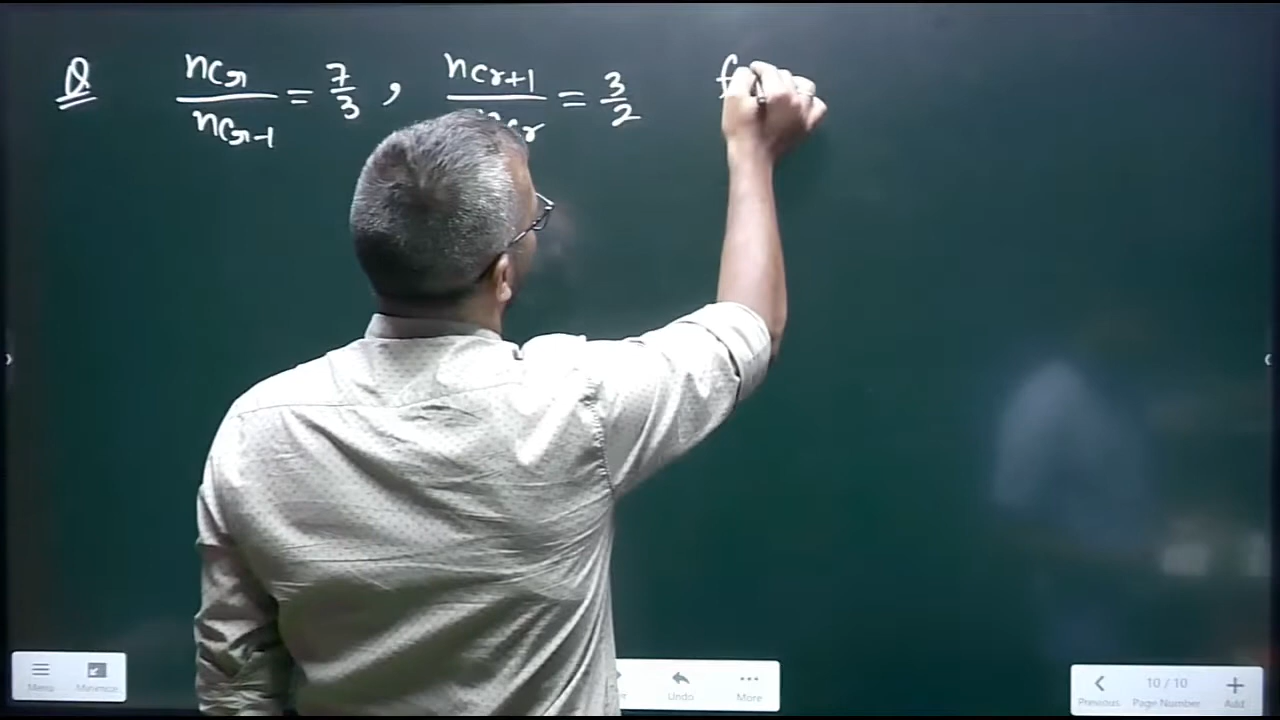 Q nCr / nCr-1 = 7/3 , nCr+1 / nCr = 3/2 f
Menu Minimize Undo More Previous 10 / 10 Page Number Add